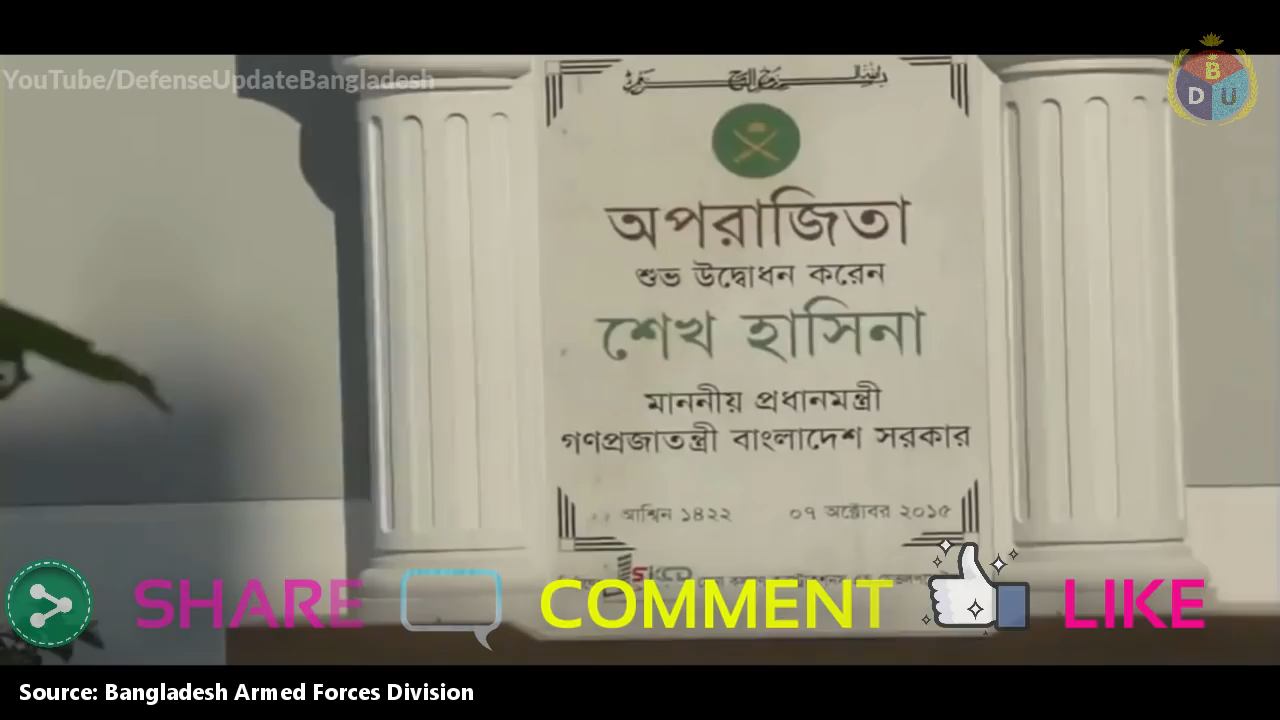 YouTube/DefenseUpdateBangladesh
B
D U
অপরাজিতা
শুভ উদ্বোধন করেন
শেখ হাসিনা
মাননীয় প্রধানমন্ত্রী
গণপ্রজাতন্ত্রী বাংলাদেশ সরকার
আশ্বিন ১৪২২ ০৭ অক্টোবর ২০১৫
SHARE COMMENT LIKE
Source: Bangladesh Armed Forces Division